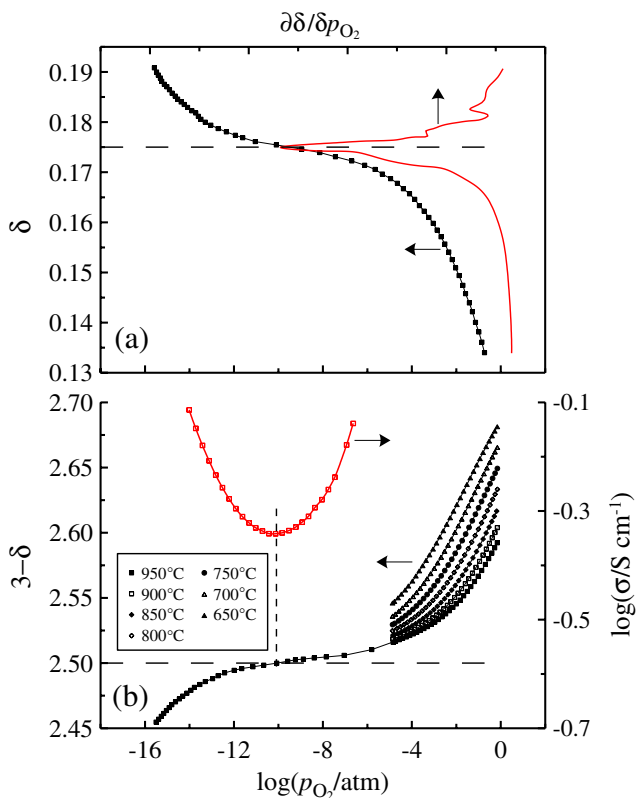 ∂δ/δp_O₂
0.19
0.18
0.17
0.16
0.15
0.14
0.13
δ
(a)
2.70
2.65
2.60
2.55
2.50
2.45
3−δ
-0.1
-0.3
-0.5
-0.7
log(σ/S cm⁻¹)
950°C 750°C
900°C 700°C
850°C 650°C
800°C
(b)
-16 -12 -8 -4 0
log(p_O₂/atm)